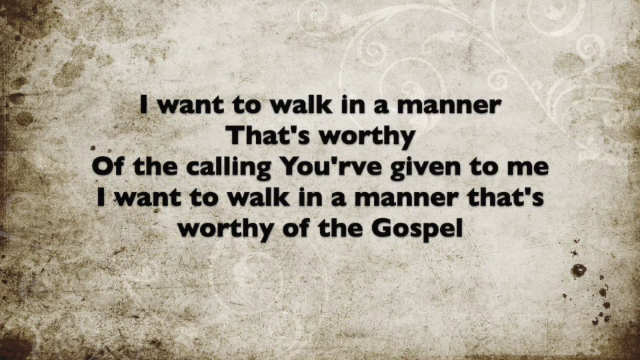 I want to walk in a manner
That's worthy
Of the calling You'rve given to me
I want to walk in a manner that's
worthy of the Gospel